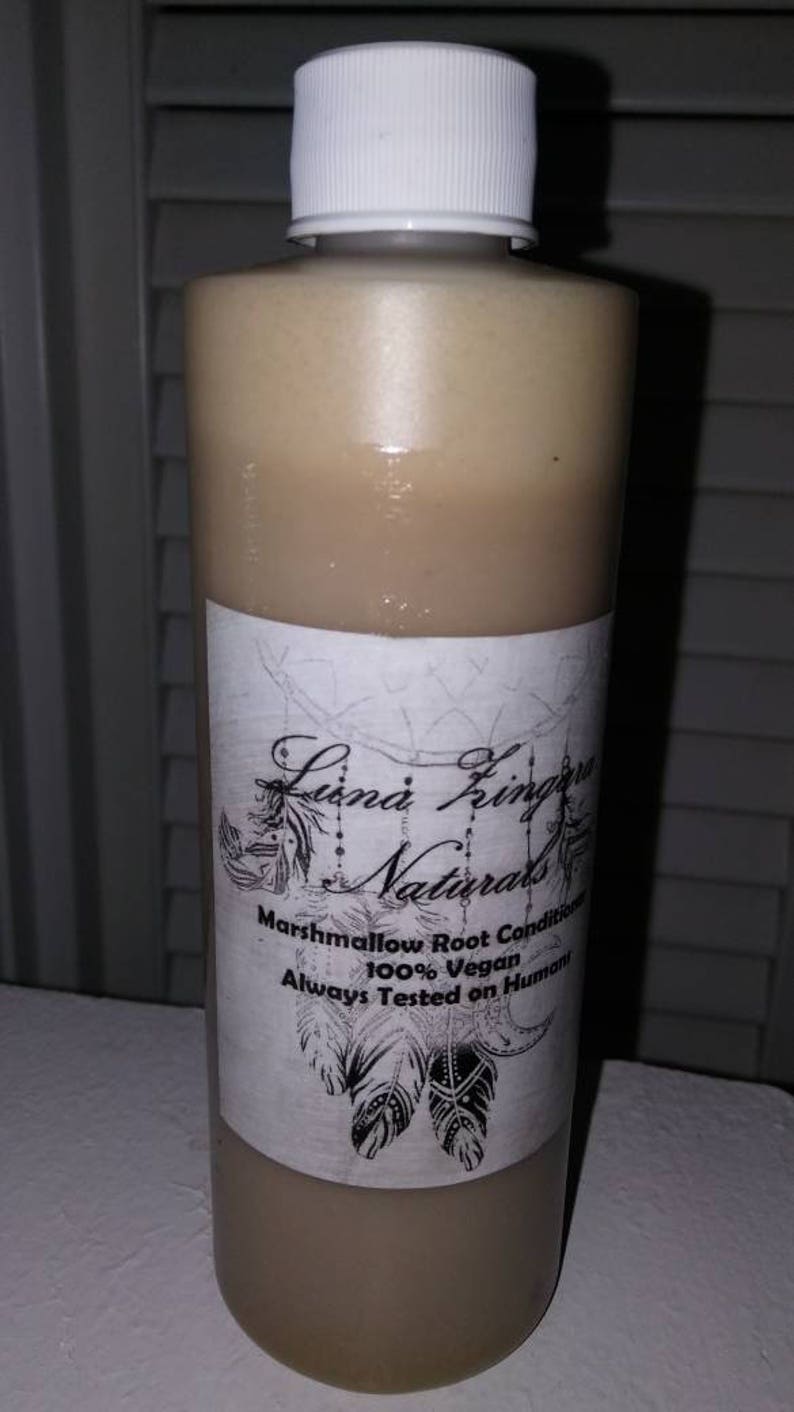 Luna Zingara
Naturals
Marshmallow Root Conditioner
100% Vegan
Always Tested on Humans